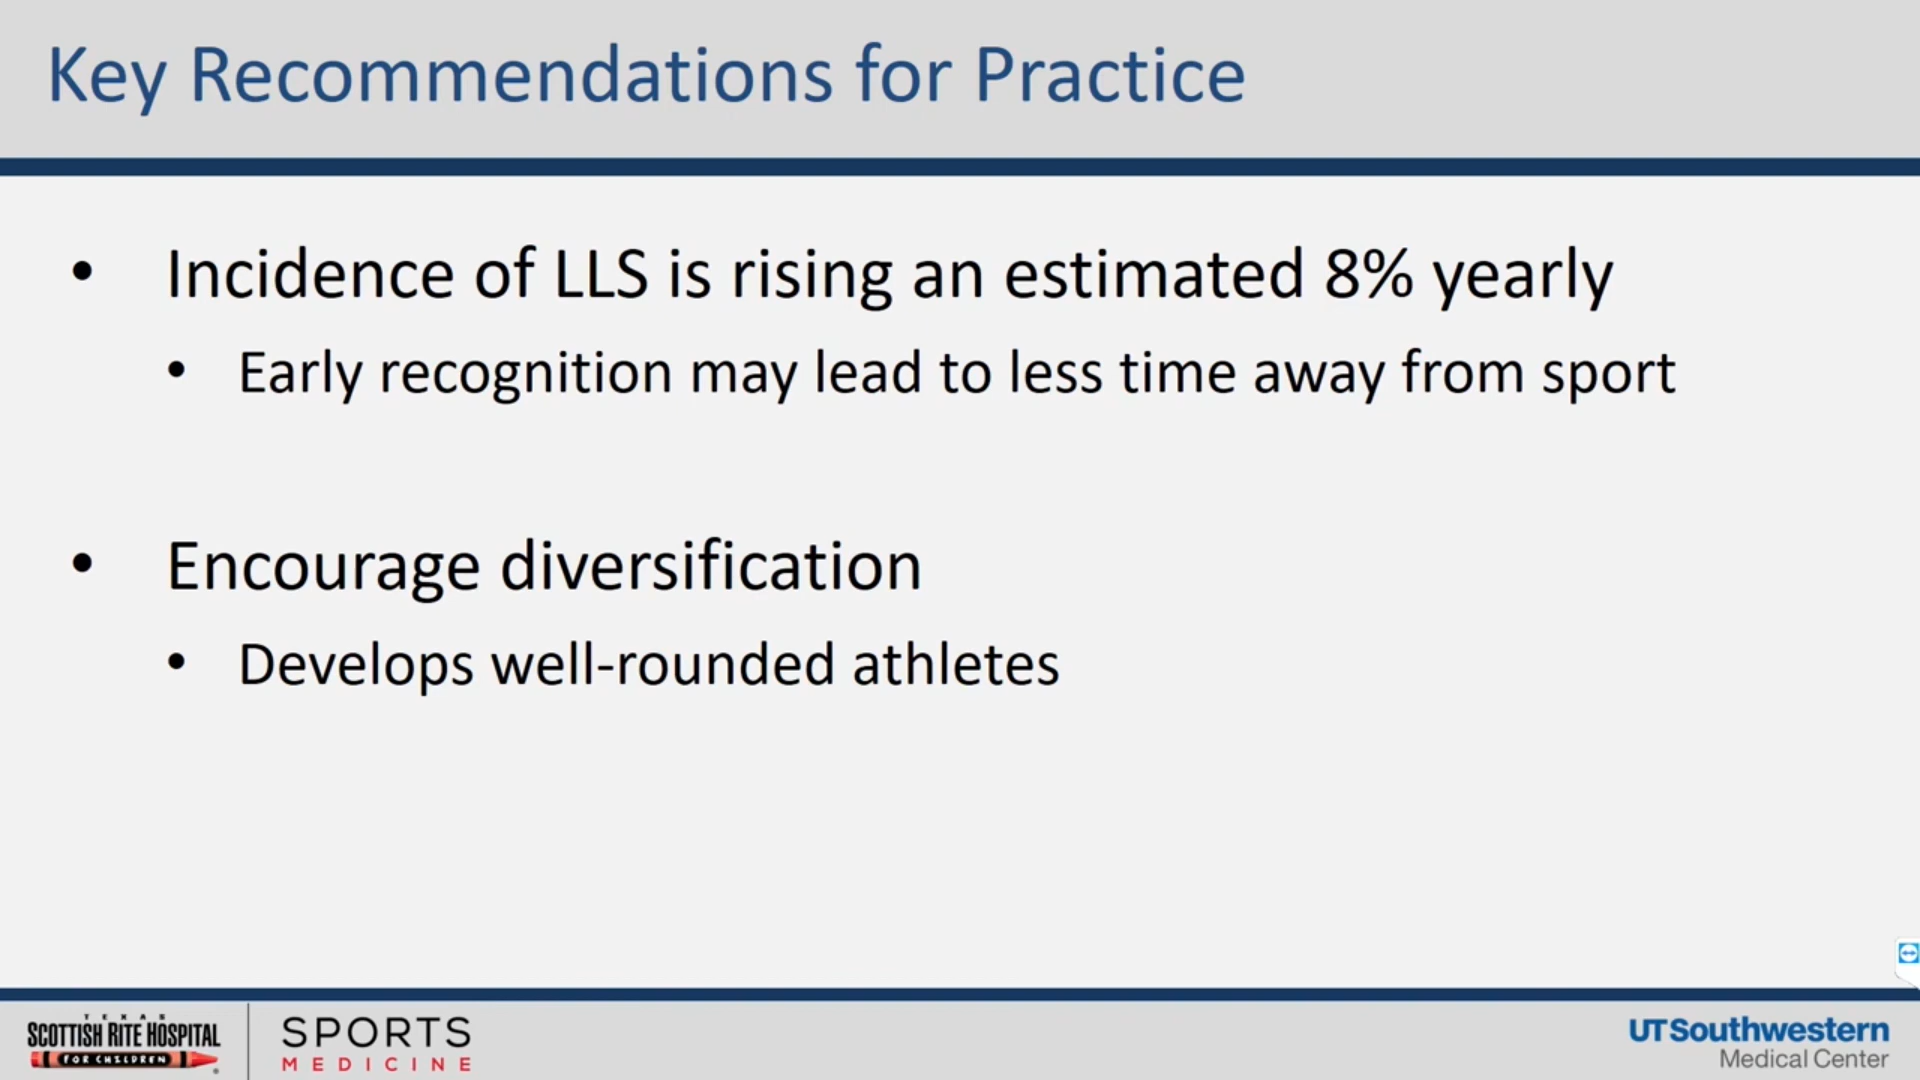 Key Recommendations for Practice
• Incidence of LLS is rising an estimated 8% yearly
• Early recognition may lead to less time away from sport
• Encourage diversification
• Develops well-rounded athletes
TEXAS
SCOTTISH RITE HOSPITAL
FOR CHILDREN
SPORTS
MEDICINE
UTSouthwestern
Medical Center